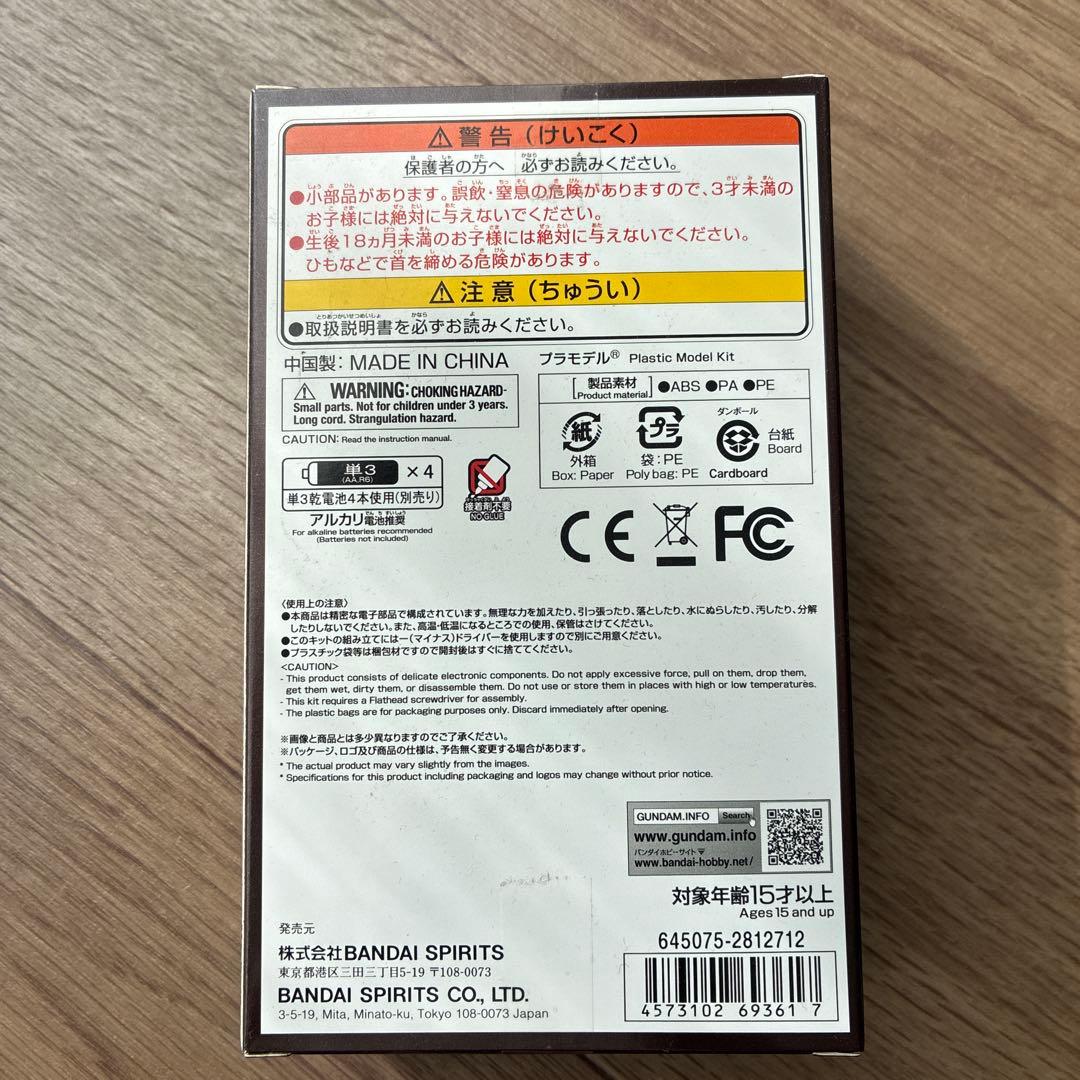 ⚠警告(けいこく)
保護者の方へ 必ずお読みください。
●小部品があります。誤飲・窒息の危険がありますので、3才未満の
お子様には絶対に与えないでください。
●生後18ヵ月未満のお子様には絶対に与えないでください。
ひもなどで首を締める危険があります。
⚠注意(ちゅうい)
●取扱説明書を必ずお読みください。
中国製: MADE IN CHINA
プラモデル® Plastic Model Kit
⚠ WARNING: CHOKING HAZARD-
Small parts. Not for children under 3 years.
Long cord. Strangulation hazard.
CAUTION: Read the instruction manual.
製品素材 ●ABS ●PA ●PE
[Product material]
紙
外箱
Box: Paper
プラ
袋: PE
Poly bag: PE
ダンボール
台紙
Board
Cardboard
単3
(AA,R6)
×4
単3乾電池4本使用(別売り)
アルカリ電池推奨
For alkaline batteries recommended
(Batteries not included)
接着剤不要
NO GLUE
CE FC
〈使用上の注意〉
●本商品は精密な電子部品で構成されています。無理な力を加えたり、引っ張ったり、落としたり、水にぬらしたり、汚したり、分解
したりしないでください。また、高温・低温になるところでの使用、保管はさけてください。
●このキットの組み立てには−(マイナス)ドライバーを使用しますので別にご用意ください。
●プラスチック袋等は梱包材ですので開封後はすぐに捨ててください。
<CAUTION>
- This product consists of delicate electronic components. Do not apply excessive force, pull on them, drop them,
get them wet, dirty them, or disassemble them. Do not use or store them in places with high or low temperatures.
- This kit requires a Flathead screwdriver for assembly.
- The plastic bags are for packaging purposes only. Discard immediately after opening.
※画像と商品とは多少異なりますのでご了承ください。
※パッケージ、ロゴ及び商品の仕様は、予告無く変更する場合があります。
* The actual product may vary slightly from the images.
* Specifications for this product including packaging and logos may change without prior notice.
GUNDAM.INFO Search
www.gundam.info
バンダイホビーサイト
www.bandai-hobby.net/
対象年齢15才以上
Ages 15 and up
発売元
株式会社BANDAI SPIRITS
東京都港区三田三丁目5-19 〒108-0073
BANDAI SPIRITS CO., LTD.
3-5-19, Mita, Minato-ku, Tokyo 108-0073 Japan
645075-2812712
4573102 69361 7